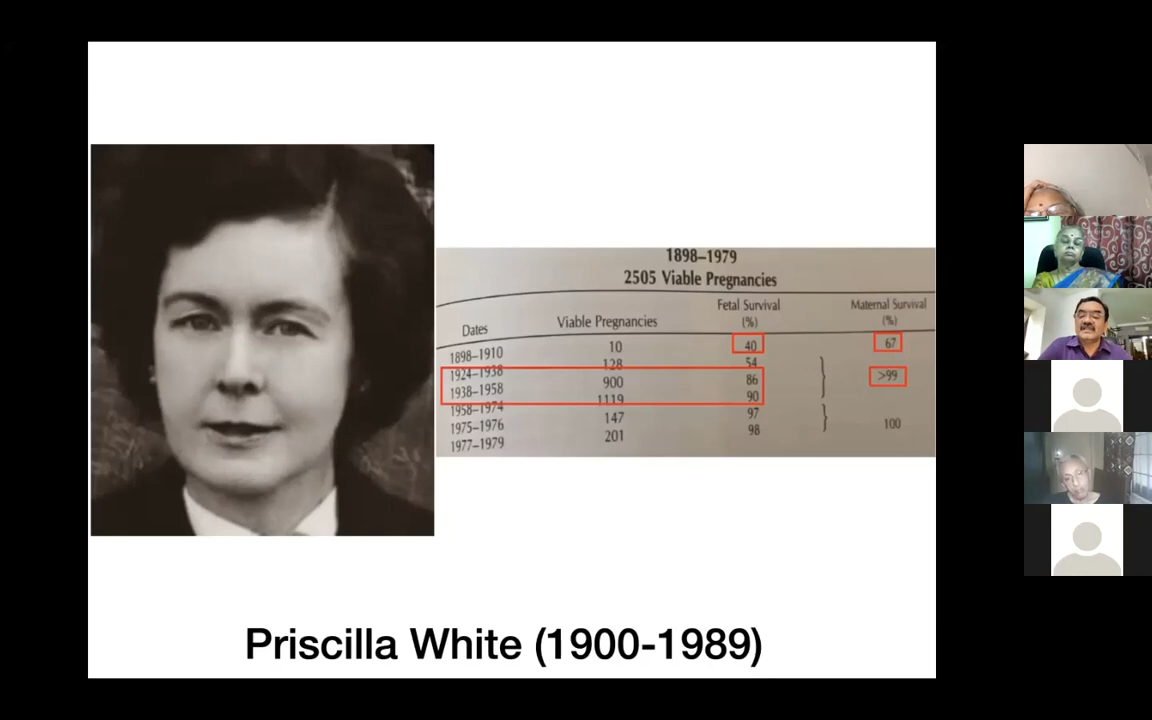 1898–1979
2505 Viable Pregnancies
Dates Viable Pregnancies Fetal Survival (%) Maternal Survival (%)
1898–1910 10 40 67
1924–1938 128 54
1938–1958 900 86 >99
1958–1974 1119 90
1975–1976 147 97
1977–1979 201 98 100
Priscilla White (1900-1989)